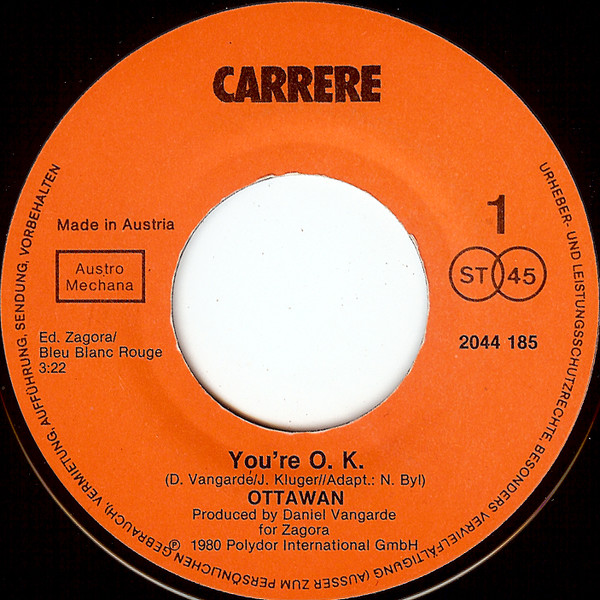 CARRERE
Made in Austria
1
Austro
Mechana
ST 45
Ed. Zagora/
Bleu Blanc Rouge
3:22
2044 185
You're O. K.
(D. Vangarde/J. Kluger//Adapt.: N. Byl)
OTTAWAN
Produced by Daniel Vangarde
for Zagora
℗ 1980 Polydor International GmbH
URHEBER- UND LEISTUNGSSCHUTZRECHTE, BESONDERS VERVIELFÄLTIGUNG (AUSSER ZUM PERSÖNLICHEN GEBRAUCH), VERMIETUNG, AUFFÜHRUNG, SENDUNG, VORBEHALTEN